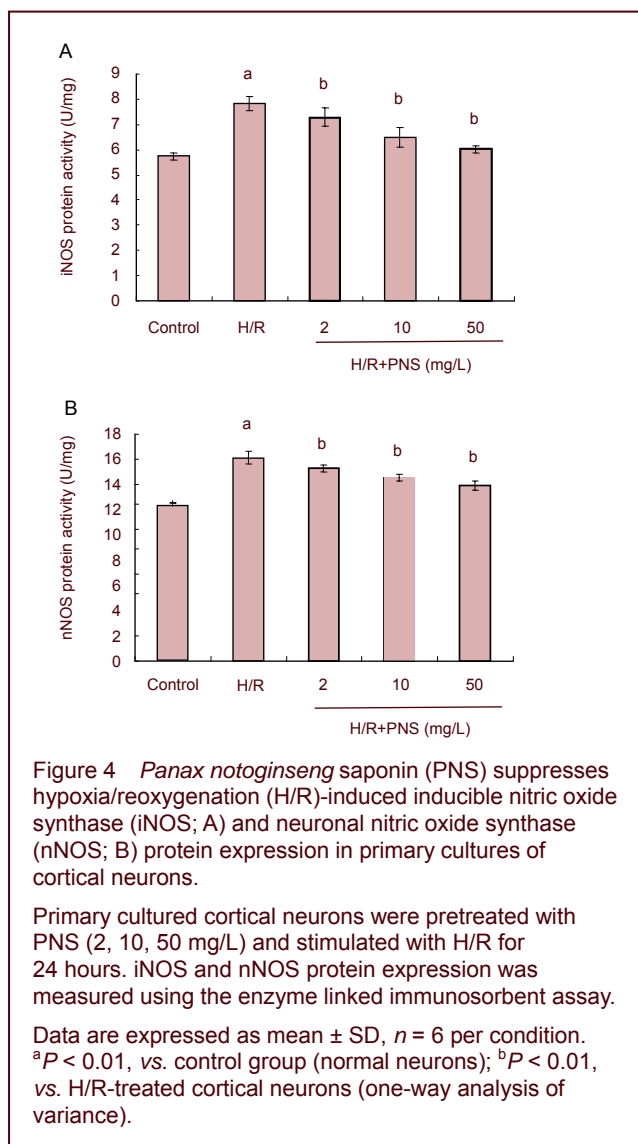 A
iNOS protein activity (U/mg)
9
8
7
6
5
4
3
2
1
0
a
b
b
b
Control H/R 2 10 50
H/R+PNS (mg/L)
B
nNOS protein activity (U/mg)
18
16
14
12
10
8
6
4
2
0
a
b
b
b
Control H/R 2 10 50
H/R+PNS (mg/L)
Figure 4 Panax notoginseng saponin (PNS) suppresses
hypoxia/reoxygenation (H/R)-induced inducible nitric oxide
synthase (iNOS; A) and neuronal nitric oxide synthase
(nNOS; B) protein expression in primary cultures of
cortical neurons.
Primary cultured cortical neurons were pretreated with
PNS (2, 10, 50 mg/L) and stimulated with H/R for
24 hours. iNOS and nNOS protein expression was
measured using the enzyme linked immunosorbent assay.
Data are expressed as mean ± SD, n = 6 per condition.
ᵃP < 0.01, vs. control group (normal neurons); ᵇP < 0.01,
vs. H/R-treated cortical neurons (one-way analysis of
variance).